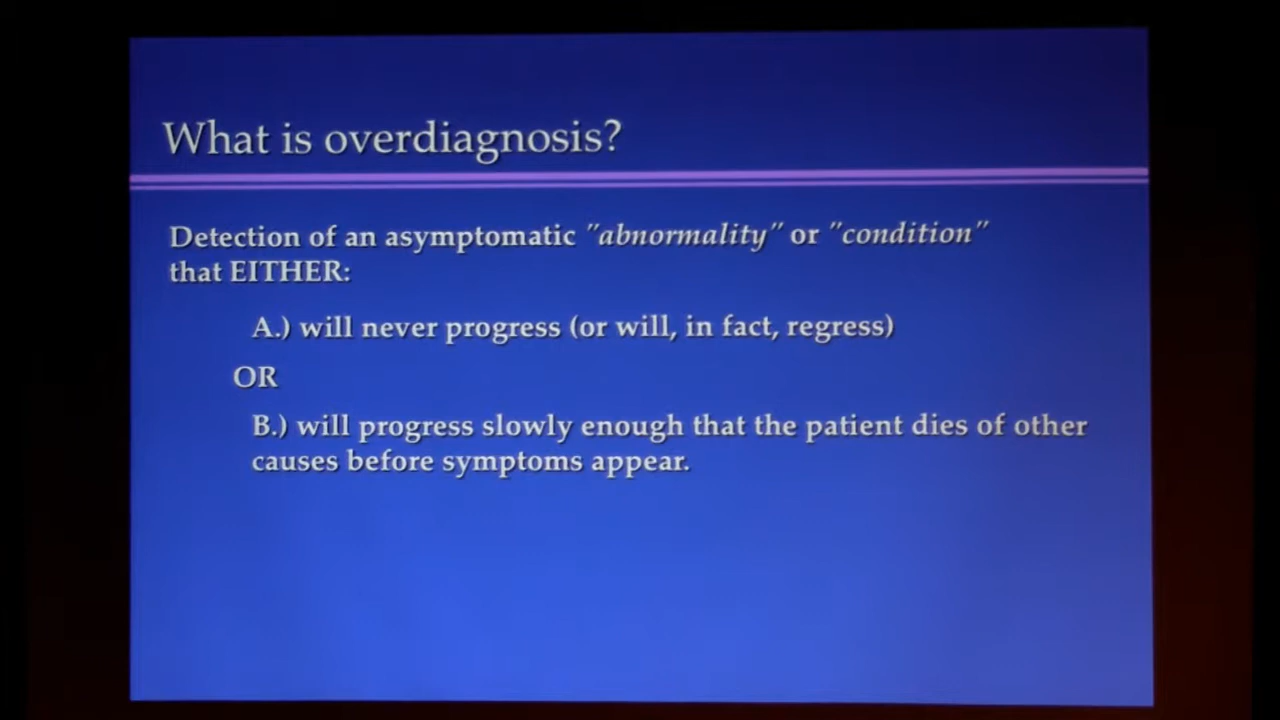 What is overdiagnosis?
Detection of an asymptomatic "abnormality" or "condition"
that EITHER:
A.) will never progress (or will, in fact, regress)
OR
B.) will progress slowly enough that the patient dies of other
causes before symptoms appear.